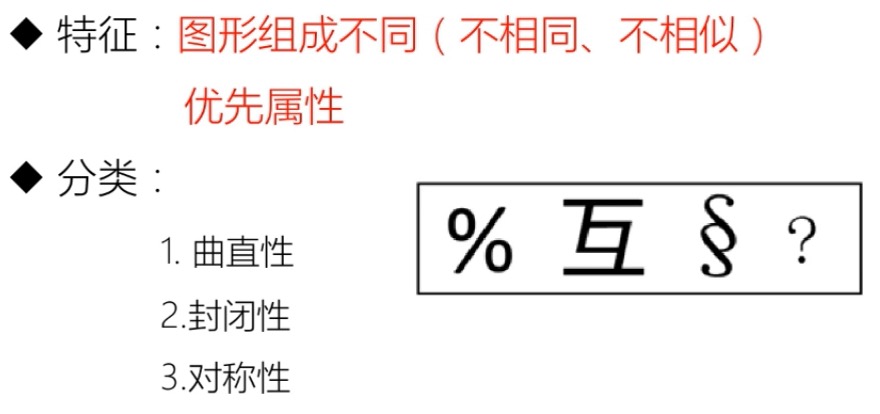 ◆ 特征：图形组成不同（不相同、不相似）
优先属性
◆ 分类：
% 互 § ？
1. 曲直性
2.封闭性
3.对称性